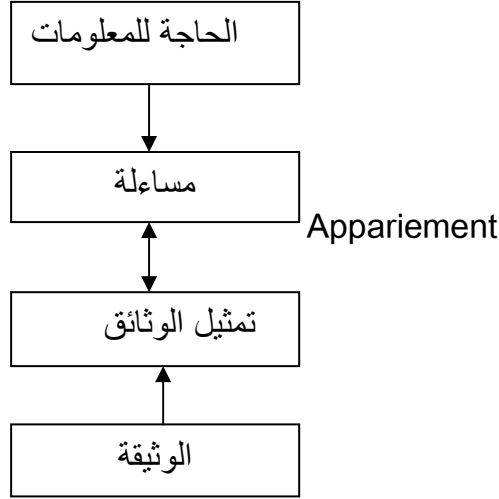 الحاجة للمعلومات
مساءلة
Appariement
تمثيل الوثائق
الوثيقة